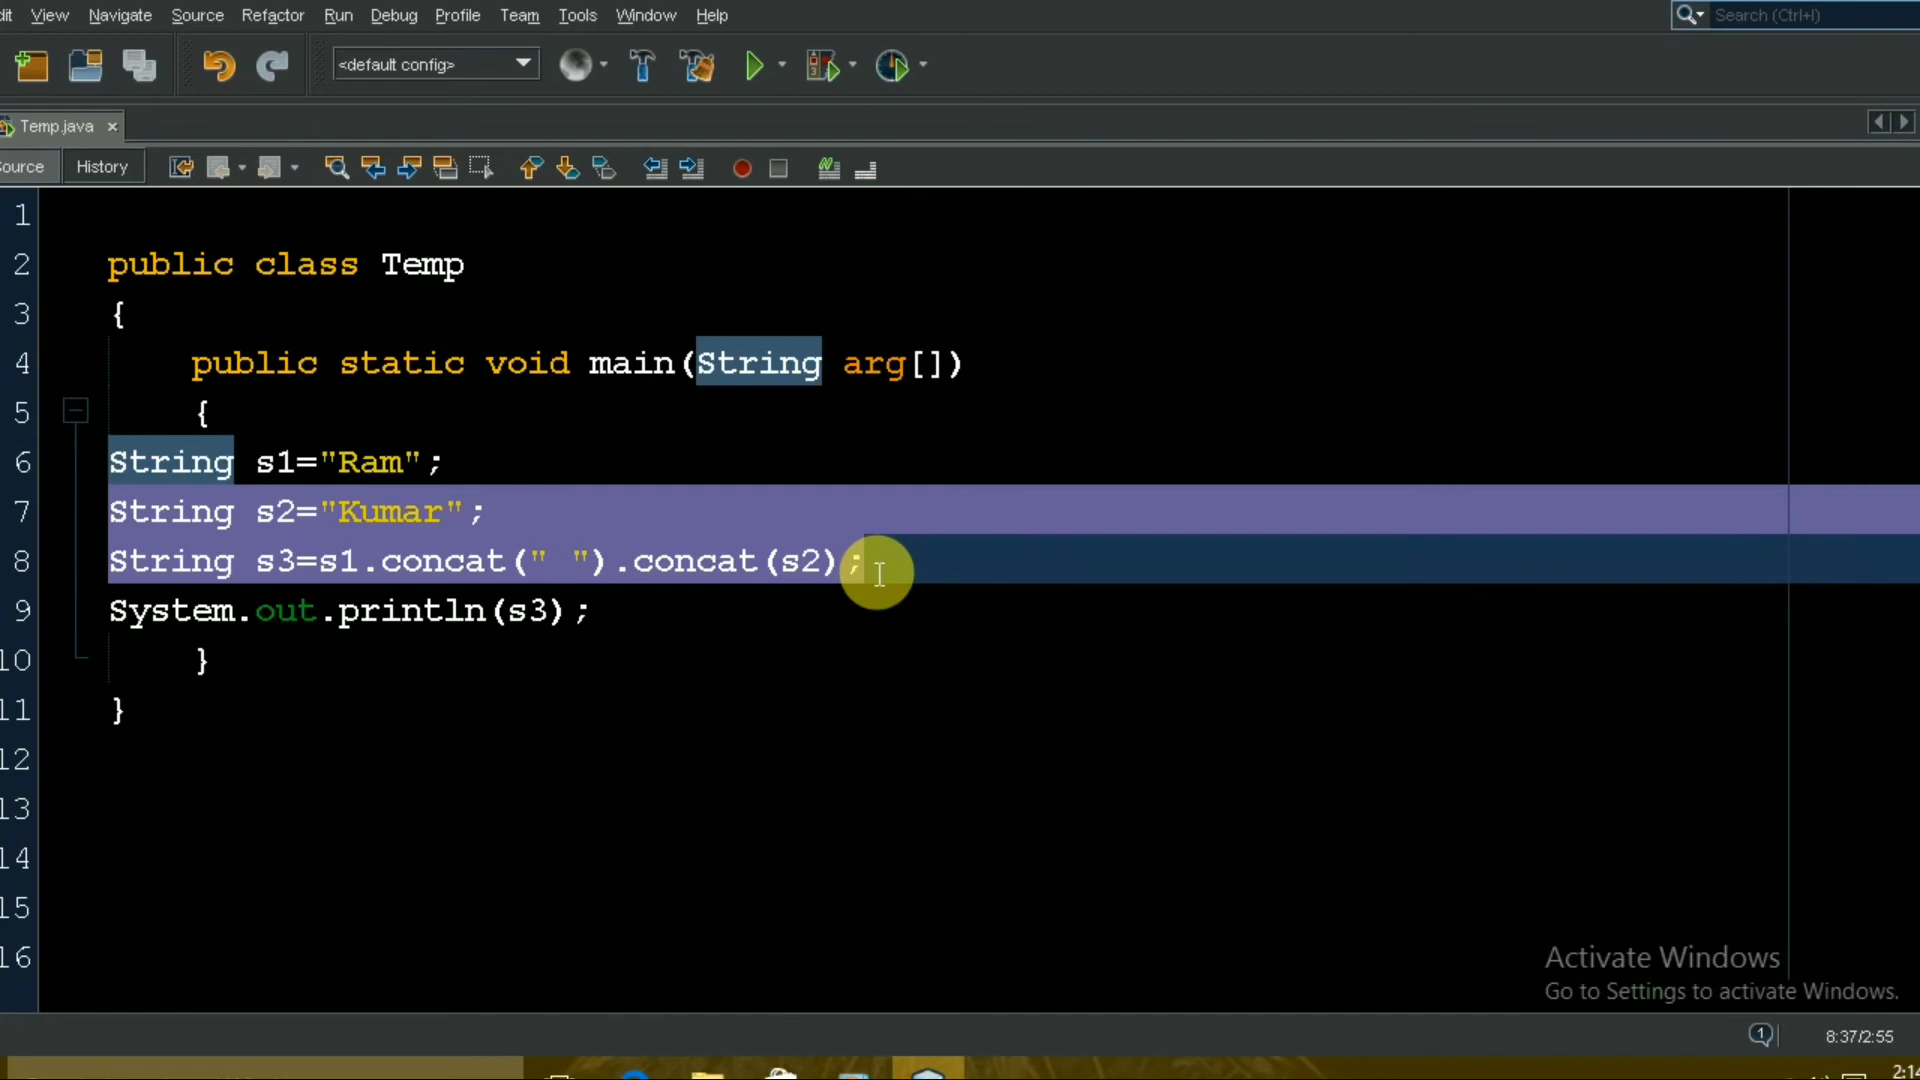 dit View Navigate Source Refactor Run Debug Profile Team Tools Window Help
Search (Ctrl+I)
<default config>
Temp.java
ource History
1
2 public class Temp
3 {
4 public static void main(String arg[])
5 {
6 String s1="Ram";
7 String s2="Kumar";
8 String s3=s1.concat(" ").concat(s2);
9 System.out.println(s3);
10 }
11 }
12
13
14
15
16
Activate Windows
Go to Settings to activate Windows.
1 8:37/2:55
2:14